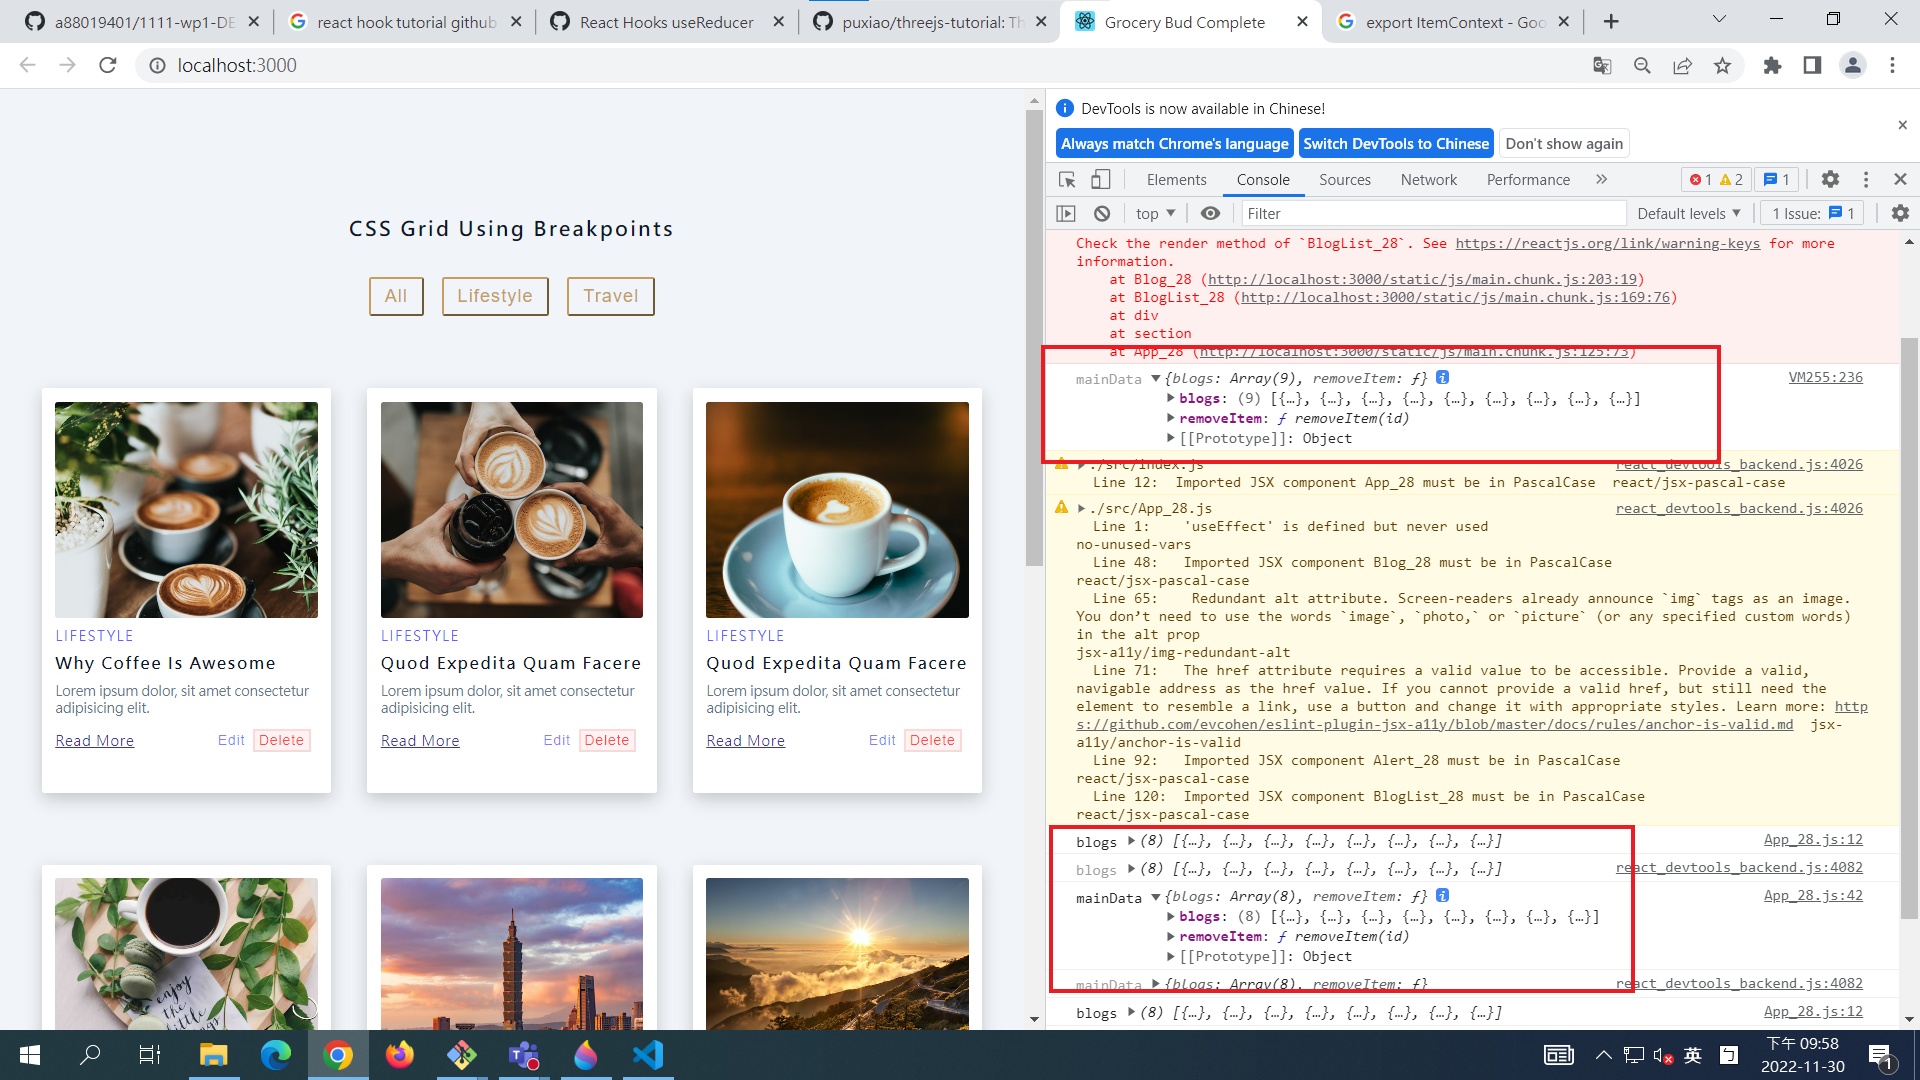 a88019401/1111-wp1-DE
react hook tutorial github
React Hooks useReducer
puxiao/threejs-tutorial: Th
Grocery Bud Complete
export ItemContext - Goo
localhost:3000
CSS Grid Using Breakpoints
All
Lifestyle
Travel
LIFESTYLE
Why Coffee Is Awesome
Lorem ipsum dolor, sit amet consectetur
adipisicing elit.
Read More Edit Delete
LIFESTYLE
Quod Expedita Quam Facere
Lorem ipsum dolor, sit amet consectetur
adipisicing elit.
Read More Edit Delete
LIFESTYLE
Quod Expedita Quam Facere
Lorem ipsum dolor, sit amet consectetur
adipisicing elit.
Read More Edit Delete
enjoy
the
little
DevTools is now available in Chinese!
Always match Chrome's language Switch DevTools to Chinese Don't show again
Elements Console Sources Network Performance 1 2 1
top Filter Default levels 1 Issue: 1
Check the render method of `BlogList_28`. See https://reactjs.org/link/warning-keys for more
information.
at Blog_28 (http://localhost:3000/static/js/main.chunk.js:203:19)
at BlogList_28 (http://localhost:3000/static/js/main.chunk.js:169:76)
at div
at section
at App_28 (http://localhost:3000/static/js/main.chunk.js:125:73)
mainData ▼{blogs: Array(9), removeItem: ƒ} VM255:236
▶blogs: (9) [{…}, {…}, {…}, {…}, {…}, {…}, {…}, {…}, {…}]
▶removeItem: ƒ removeItem(id)
▶[[Prototype]]: Object
▶./src/index.js react_devtools_backend.js:4026
Line 12: Imported JSX component App_28 must be in PascalCase react/jsx-pascal-case
▶./src/App_28.js react_devtools_backend.js:4026
Line 1: 'useEffect' is defined but never used
no-unused-vars
Line 48: Imported JSX component Blog_28 must be in PascalCase
react/jsx-pascal-case
Line 65: Redundant alt attribute. Screen-readers already announce `img` tags as an image.
You don’t need to use the words `image`, `photo,` or `picture` (or any specified custom words)
in the alt prop
jsx-a11y/img-redundant-alt
Line 71: The href attribute requires a valid value to be accessible. Provide a valid,
navigable address as the href value. If you cannot provide a valid href, but still need the
element to resemble a link, use a button and change it with appropriate styles. Learn more: http
s://github.com/evcohen/eslint-plugin-jsx-a11y/blob/master/docs/rules/anchor-is-valid.md jsx-
a11y/anchor-is-valid
Line 92: Imported JSX component Alert_28 must be in PascalCase
react/jsx-pascal-case
Line 120: Imported JSX component BlogList_28 must be in PascalCase
react/jsx-pascal-case
blogs ▶(8) [{…}, {…}, {…}, {…}, {…}, {…}, {…}, {…}] App_28.js:12
blogs ▶(8) [{…}, {…}, {…}, {…}, {…}, {…}, {…}, {…}] react_devtools_backend.js:4082
mainData ▼{blogs: Array(8), removeItem: ƒ} App_28.js:42
▶blogs: (8) [{…}, {…}, {…}, {…}, {…}, {…}, {…}, {…}]
▶removeItem: ƒ removeItem(id)
▶[[Prototype]]: Object
mainData ▶{blogs: Array(8), removeItem: ƒ} react_devtools_backend.js:4082
blogs ▶(8) [{…}, {…}, {…}, {…}, {…}, {…}, {…}, {…}] App_28.js:12
英
ㄅ
下午 09:58
2022-11-30
1